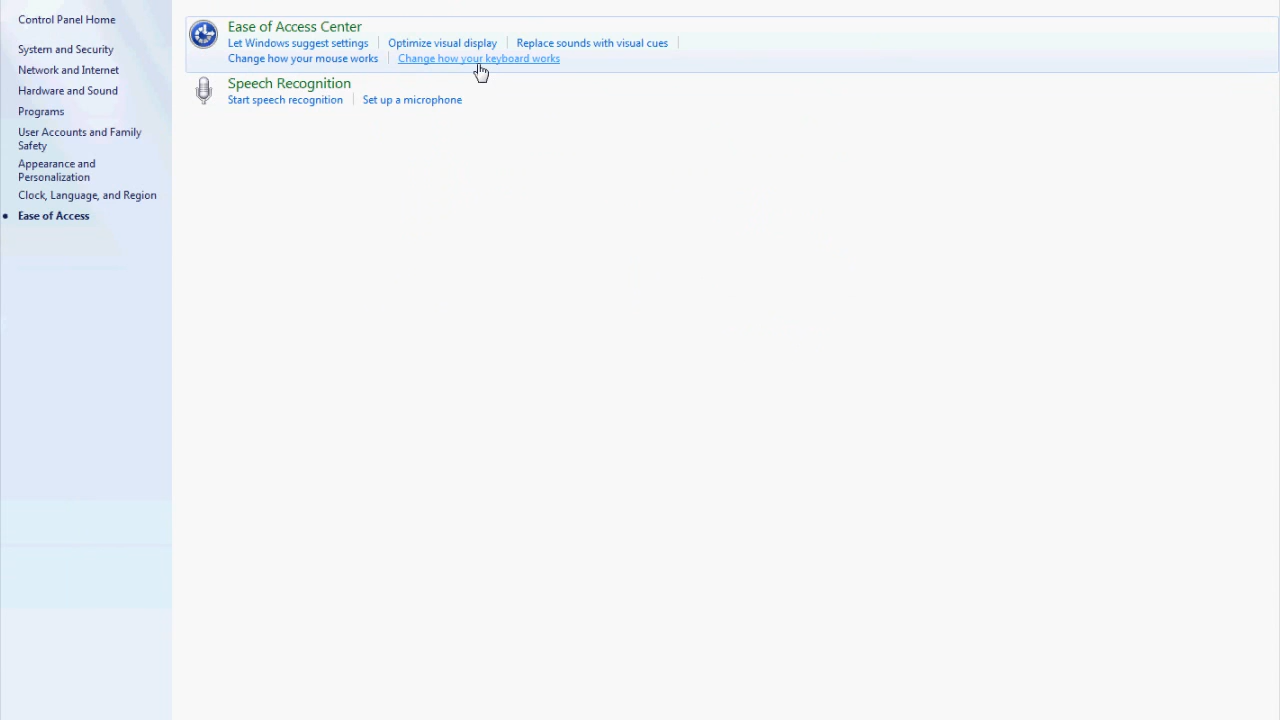 Control Panel Home
System and Security
Network and Internet
Hardware and Sound
Programs
User Accounts and Family
Safety
Appearance and
Personalization
Clock, Language, and Region
Ease of Access
Ease of Access Center
Let Windows suggest settings
Optimize visual display
Replace sounds with visual cues
Change how your mouse works
Change how your keyboard works
Speech Recognition
Start speech recognition
Set up a microphone